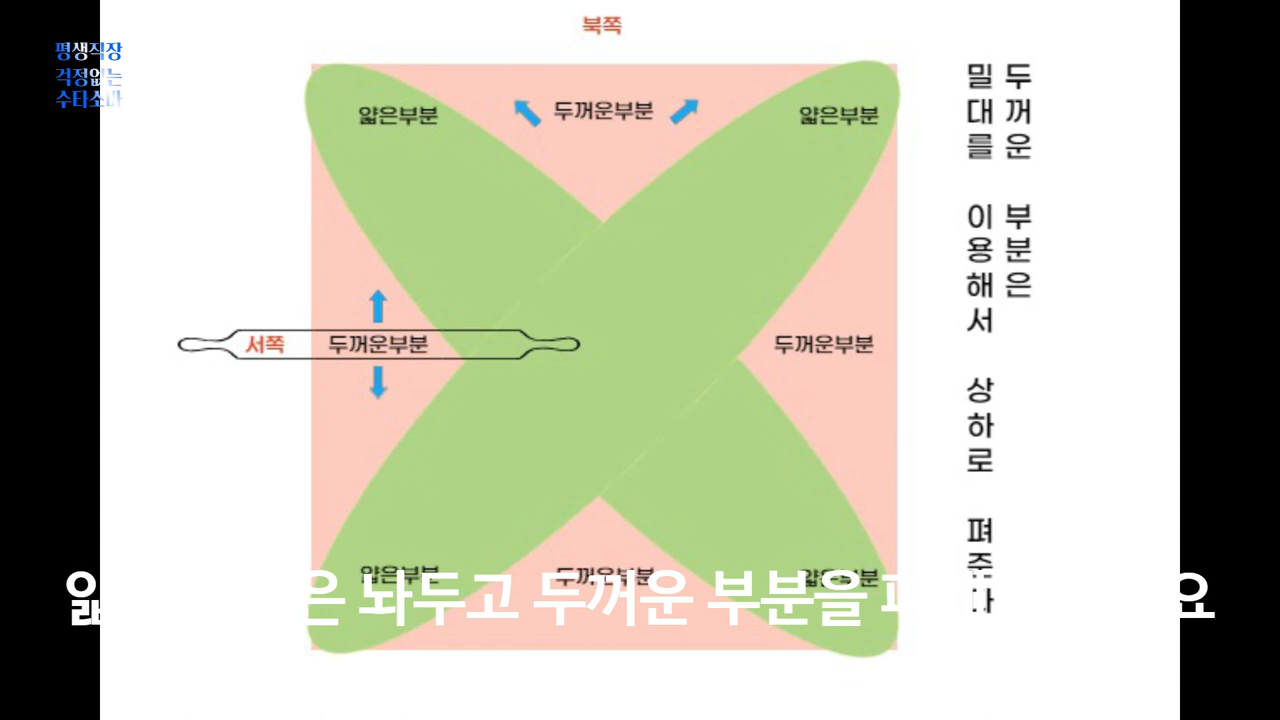 북쪽
평생직장
걱정없는
수타소바
얇은부분
두꺼운부분
얇은부분
서쪽
두꺼운부분
두꺼운부분
얇은부분
두꺼운부분
얇은부분
두꺼운 부분은
밀대를 이용해서 상하로 펴준다
놔두고 두꺼운 부분을